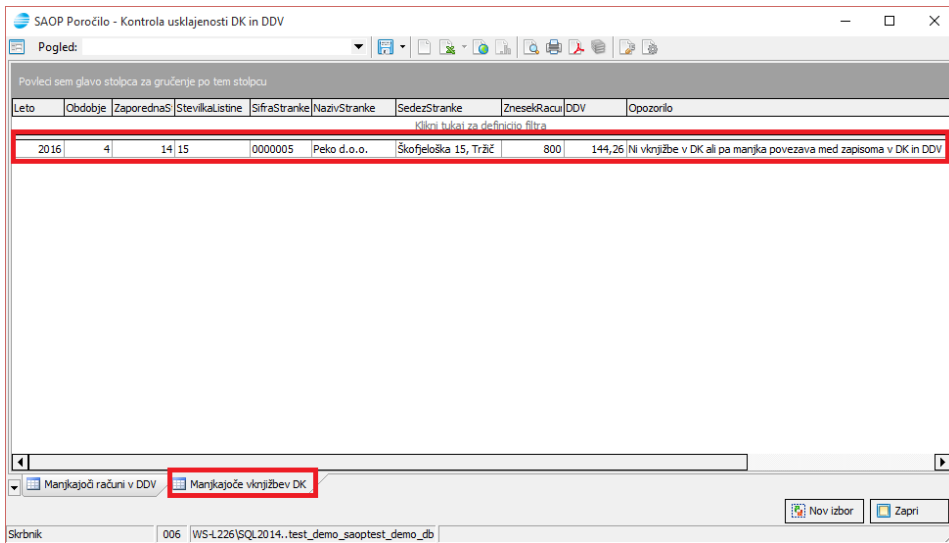 SAOP Poročilo - Kontrola usklajenosti DK in DDV
Pogled:
Povleci sem glavo stolpca za gručenje po tem stolpcu
Leto Obdobje ZaporednaS StevilkaListine SifraStranke NazivStranke SedezStranke ZnesekRacu DDV Opozorilo
Klikni tukaj za definicijo filtra
2016 4 14 15 0000005 Peko d.o.o. Škofjeloška 15, Tržič 800 144,26 Ni vknjižbe v DK ali pa manjka povezava med zapisoma v DK in DDV
Manjkajoči računi v DDV Manjkajoče vknjižbev DK
Nov izbor Zapri
Skrbnik 006 WS-L226\SQL2014..test_demo_saoptest_demo_db